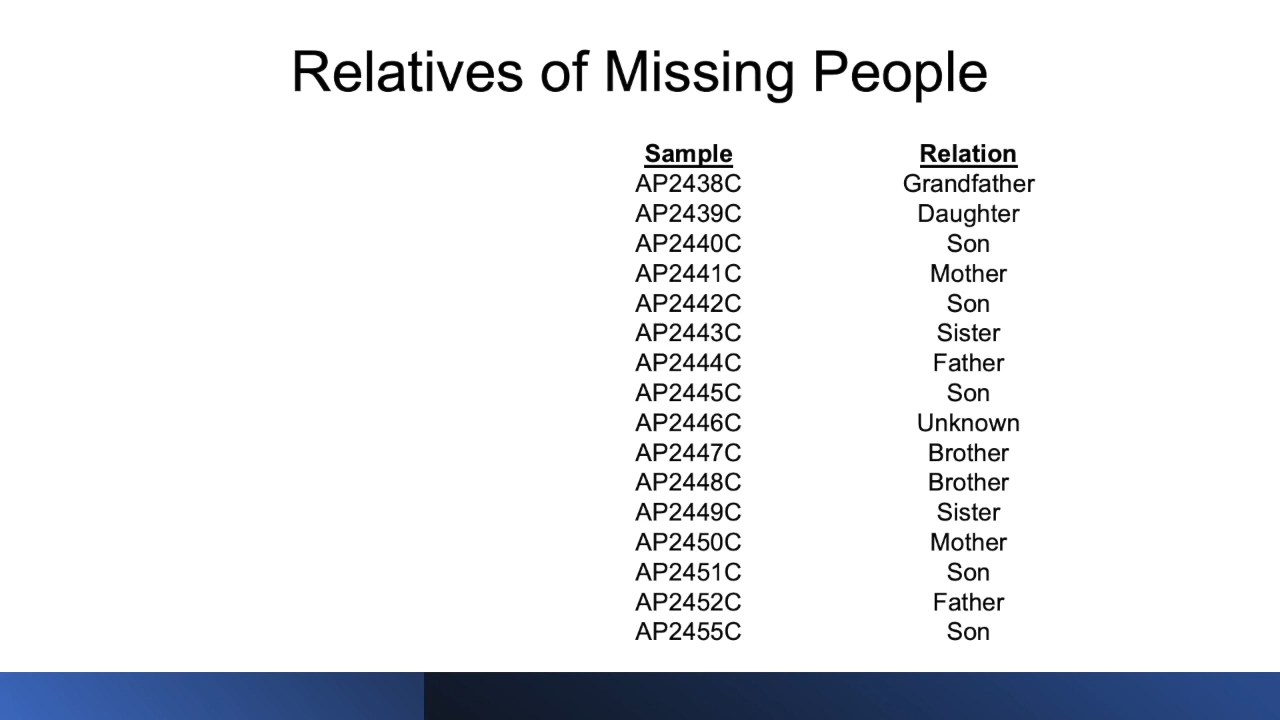 Relatives of Missing People
Sample Relation
AP2438C Grandfather
AP2439C Daughter
AP2440C Son
AP2441C Mother
AP2442C Son
AP2443C Sister
AP2444C Father
AP2445C Son
AP2446C Unknown
AP2447C Brother
AP2448C Brother
AP2449C Sister
AP2450C Mother
AP2451C Son
AP2452C Father
AP2455C Son